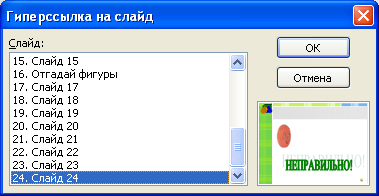 Гиперссылка на слайд
Слайд:
15. Слайд 15
16. Отгадай фигуры
17. Слайд 17
18. Слайд 18
19. Слайд 19
20. Слайд 20
21. Слайд 21
22. Слайд 22
23. Слайд 23
24. Слайд 24
ОК
Отмена
НЕПРАВИЛЬНО!